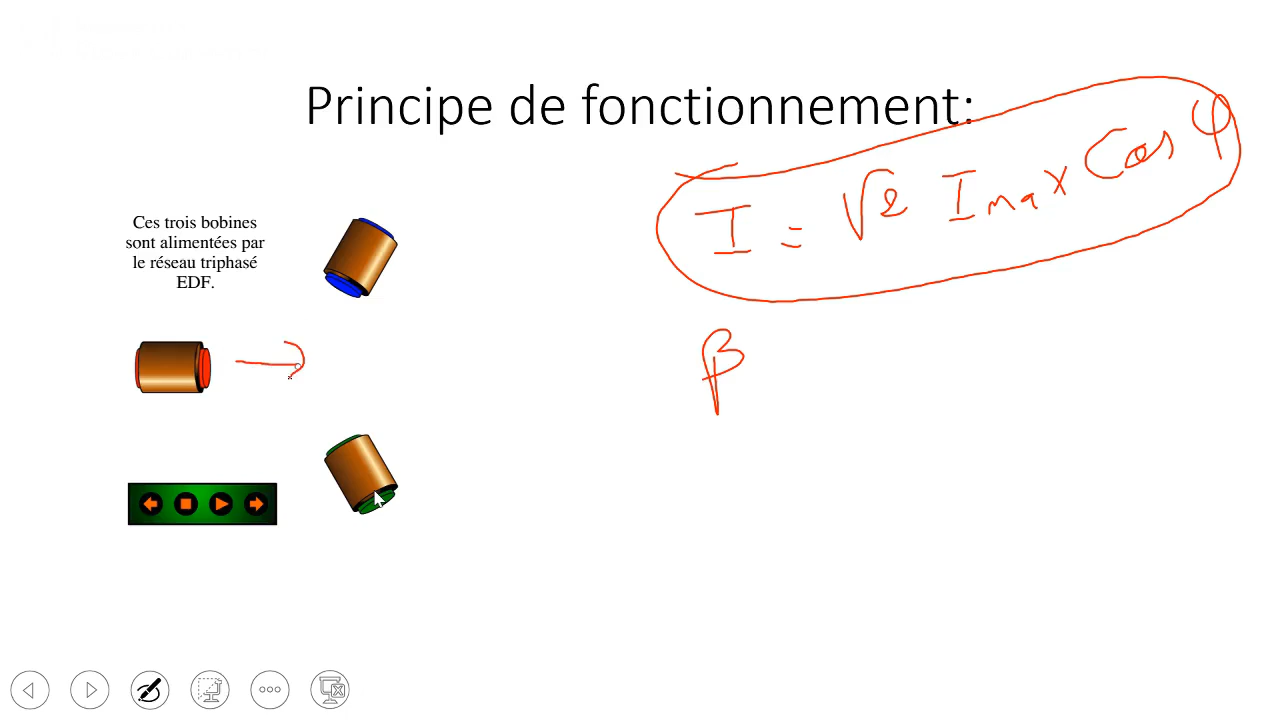 Principe de fonctionnement:
I = √2 Imax Cos φ
Ces trois bobines
sont alimentées par
le réseau triphasé
EDF.
β